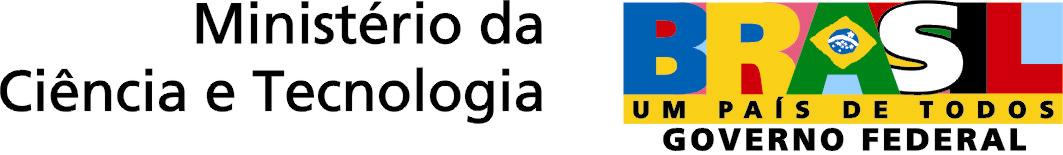 Ministério da
Ciência e Tecnologia
BRASIL
UM PAÍS DE TODOS
GOVERNO FEDERAL